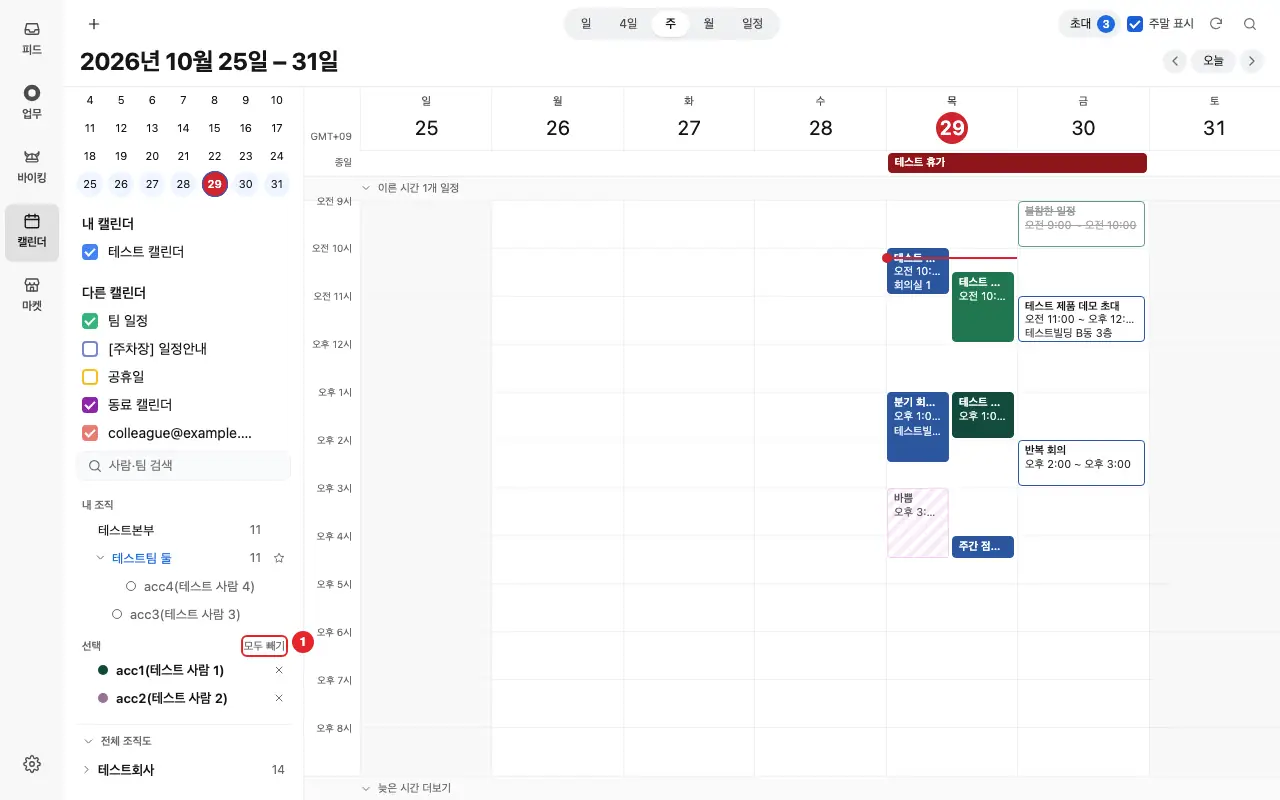 피드
업무
바이킹
캘린더
마켓
일 4일 주 월 일정
초대 3 주말 표시
2026년 10월 25일 – 31일
오늘
4 5 6 7 8 9 10
11 12 13 14 15 16 17
18 19 20 21 22 23 24
25 26 27 28 29 30 31
내 캘린더
테스트 캘린더
다른 캘린더
팀 일정
[주차장] 일정안내
공휴일
동료 캘린더
colleague@example....
사람·팀 검색
내 조직
테스트본부 11
테스트팀 둘 11
acc4(테스트 사람 4)
acc3(테스트 사람 3)
선택 모두 빼기 1
acc1(테스트 사람 1)
acc2(테스트 사람 2)
전체 조직도
테스트회사 14
일 월 화 수 목 금 토
GMT+09 25 26 27 28 29 30 31
종일 테스트 휴가
이른 시간 1개 일정
오전 9시
오전 10시
오전 11시
오후 12시
오후 1시
오후 2시
오후 3시
오후 4시
오후 5시
오후 6시
오후 7시
오후 8시
테스트 ...
오전 10:...
회의실 1
테스트 ...
오전 10:...
분기 회...
오후 1:0...
테스트빌...
테스트 ...
오후 1:0...
바쁨
오후 3:...
주간 점...
불참한 일정
오전 9:00 ~ 오전 10:00
테스트 제품 데모 초대
오전 11:00 ~ 오후 12:...
테스트빌딩 B동 3층
반복 회의
오후 2:00 ~ 오후 3:00
늦은 시간 더보기